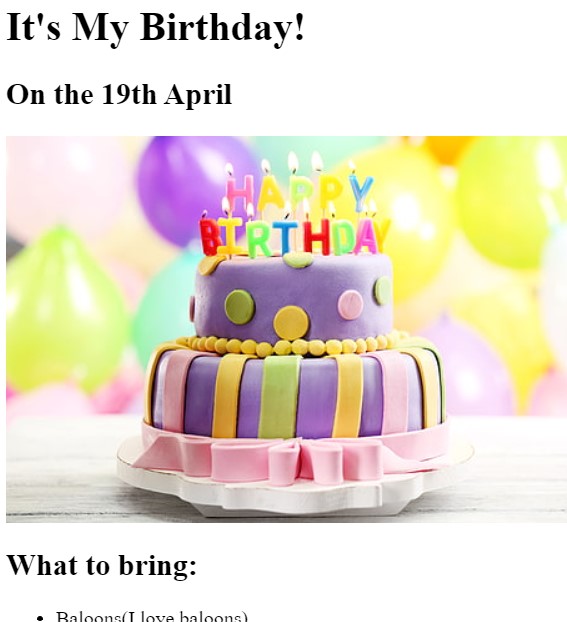 It's My Birthday!
On the 19th April
HAPPY
BIRTHDAY
What to bring:
Baloons(I love baloons)